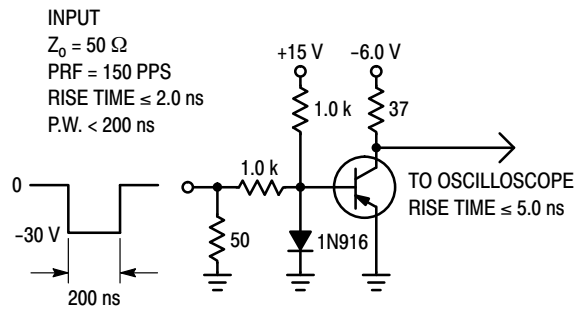 INPUT
Zo = 50 Ω
PRF = 150 PPS
RISE TIME ≤ 2.0 ns
P.W. < 200 ns
+15 V
−6.0 V
1.0 k
37
1.0 k
0
TO OSCILLOSCOPE
RISE TIME ≤ 5.0 ns
−30 V
50
1N916
200 ns